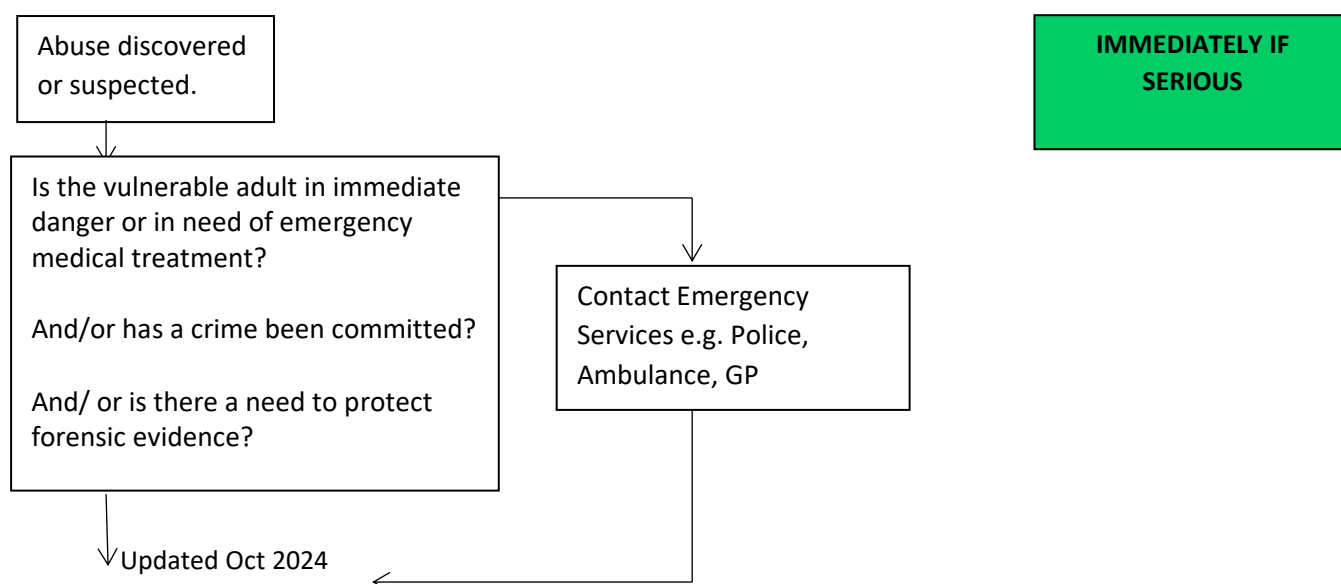 Abuse discovered
or suspected.
IMMEDIATELY IF
SERIOUS
Is the vulnerable adult in immediate
danger or in need of emergency
medical treatment?
And/or has a crime been committed?
And/ or is there a need to protect
forensic evidence?
Contact Emergency
Services e.g. Police,
Ambulance, GP
Updated Oct 2024